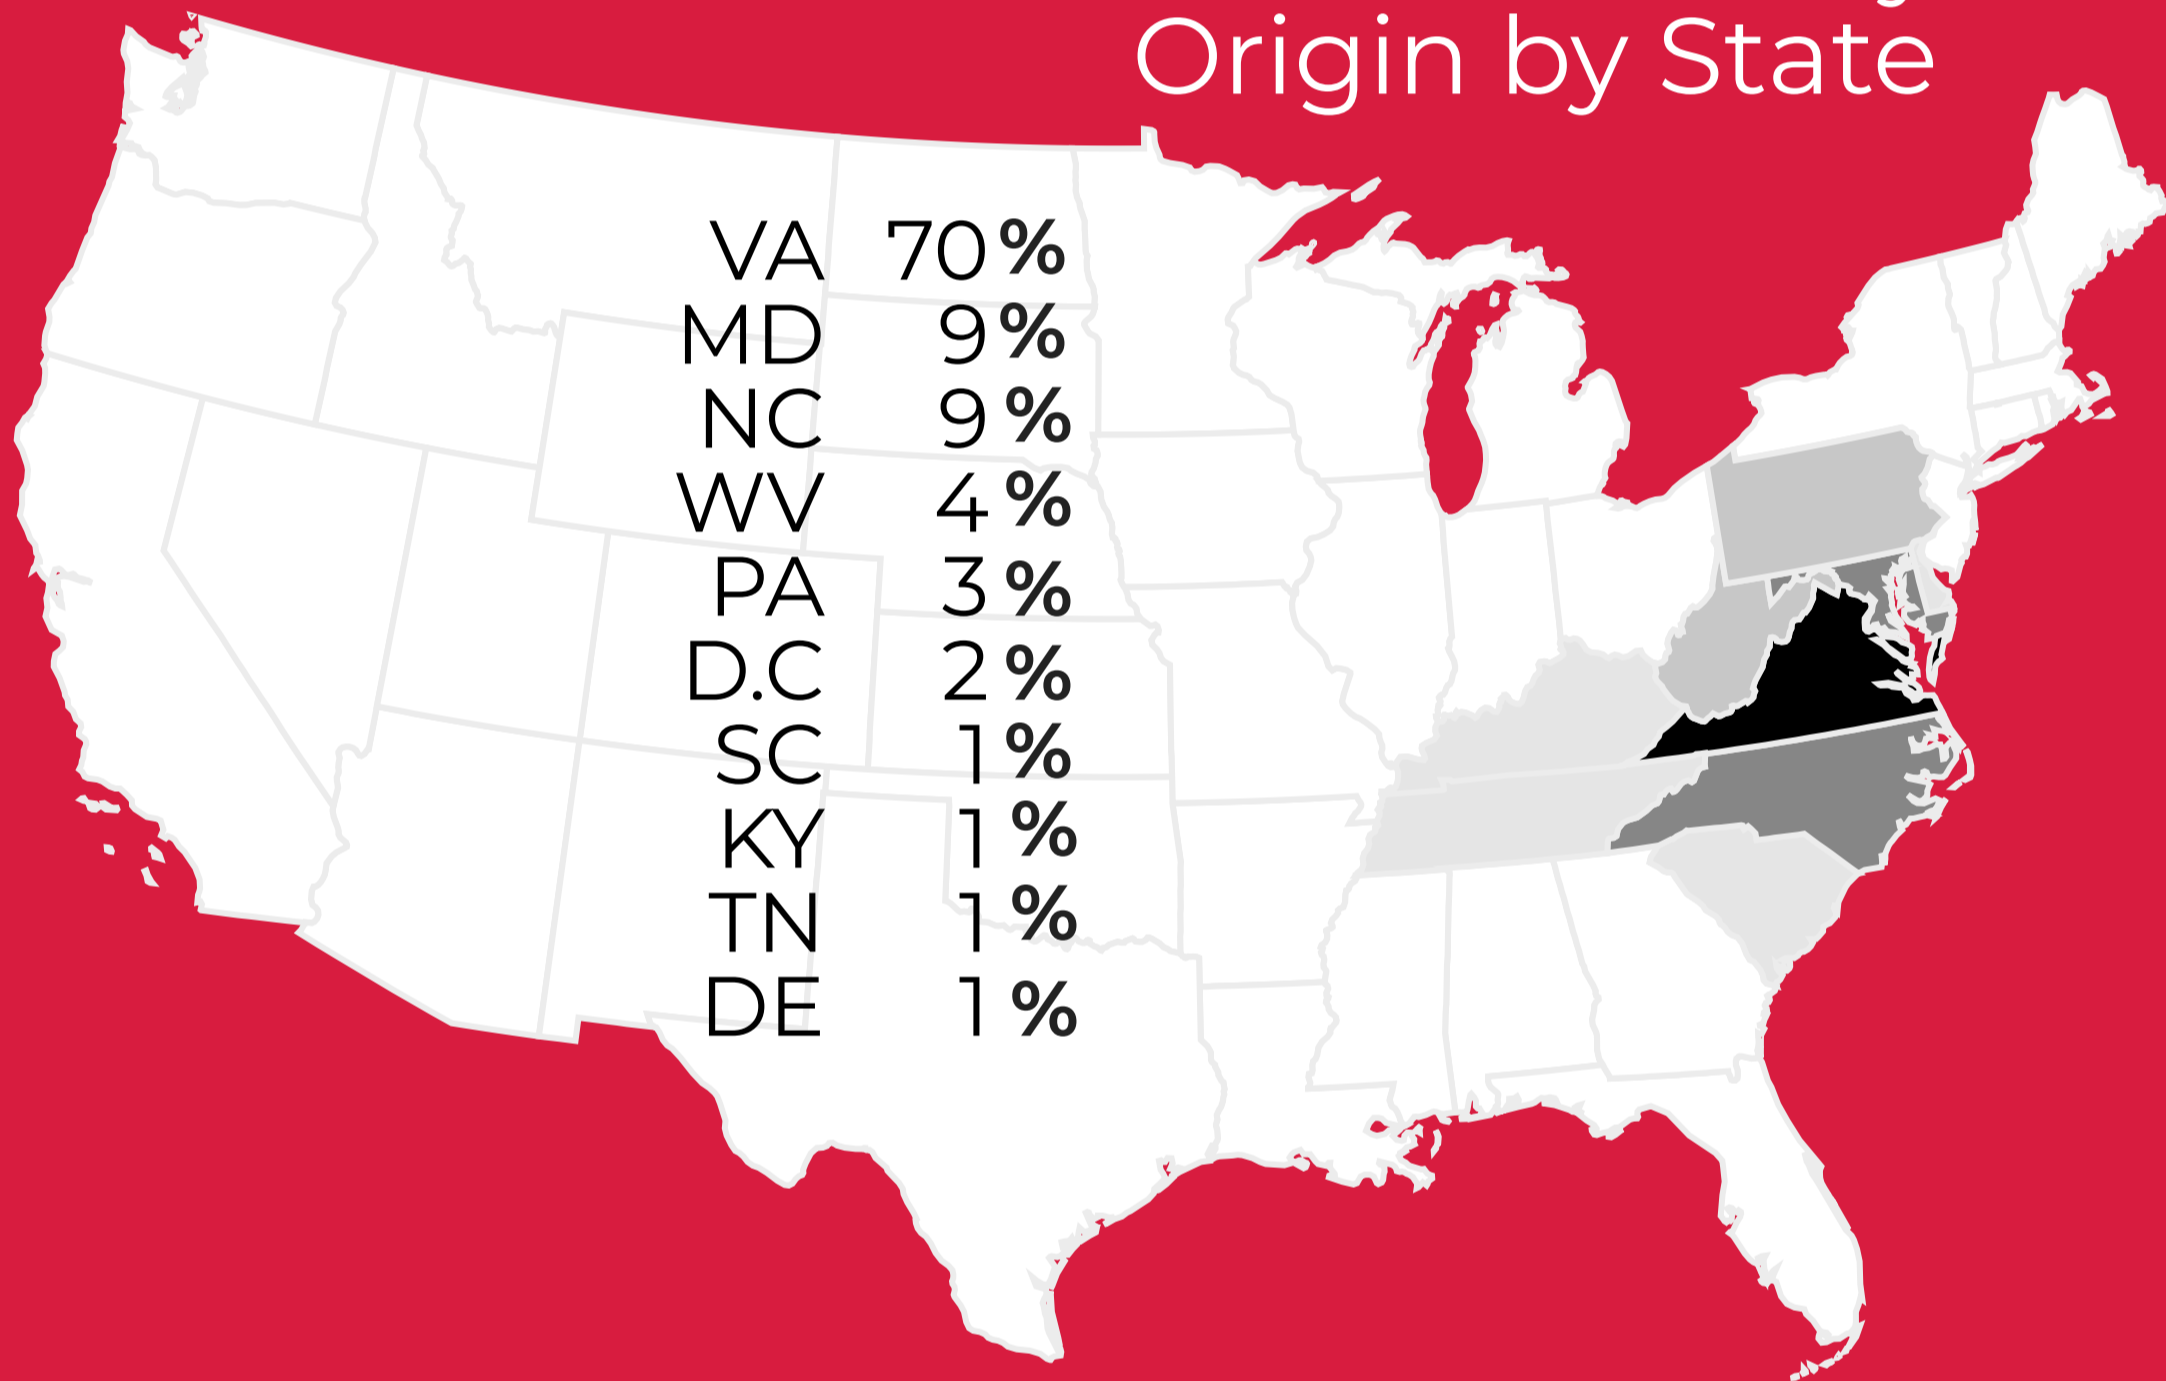 Origin by State
VA 70%
MD 9%
NC 9%
WV 4%
PA 3%
D.C 2%
SC 1%
KY 1%
TN 1%
DE 1%